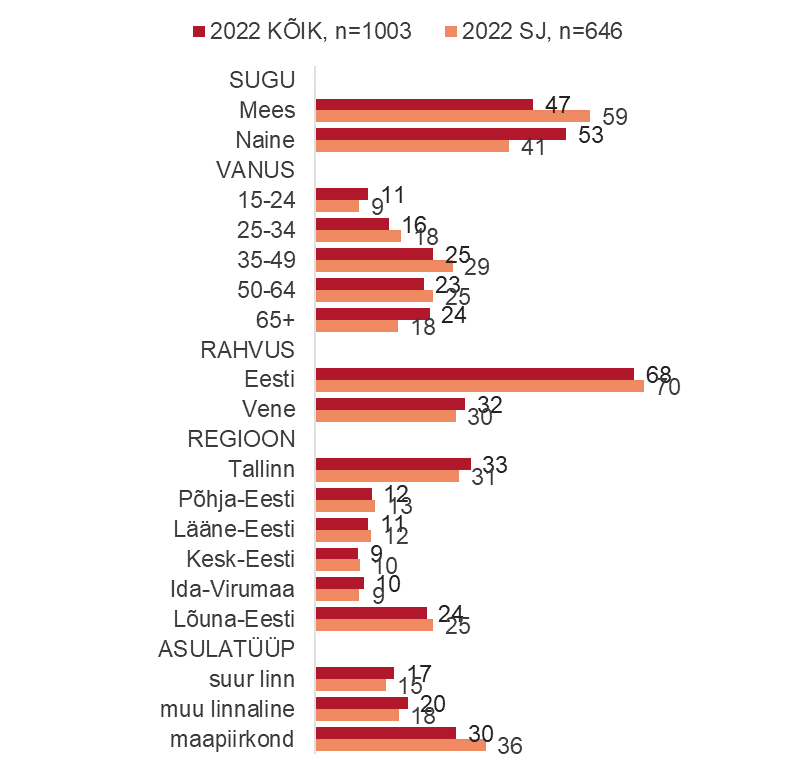 2022 KÕIK, n=1003 2022 SJ, n=646
SUGU
Mees 47 59
Naine 53 41
VANUS
15-24 11 9
25-34 16 18
35-49 25 29
50-64 23 25
65+ 24 18
RAHVUS
Eesti 68 70
Vene 32 30
REGIOON
Tallinn 33 31
Põhja-Eesti 12 13
Lääne-Eesti 11 12
Kesk-Eesti 9 10
Ida-Virumaa 10 9
Lõuna-Eesti 24 25
ASULATÜÜP
suur linn 17 15
muu linnaline 20 18
maapiirkond 30 36